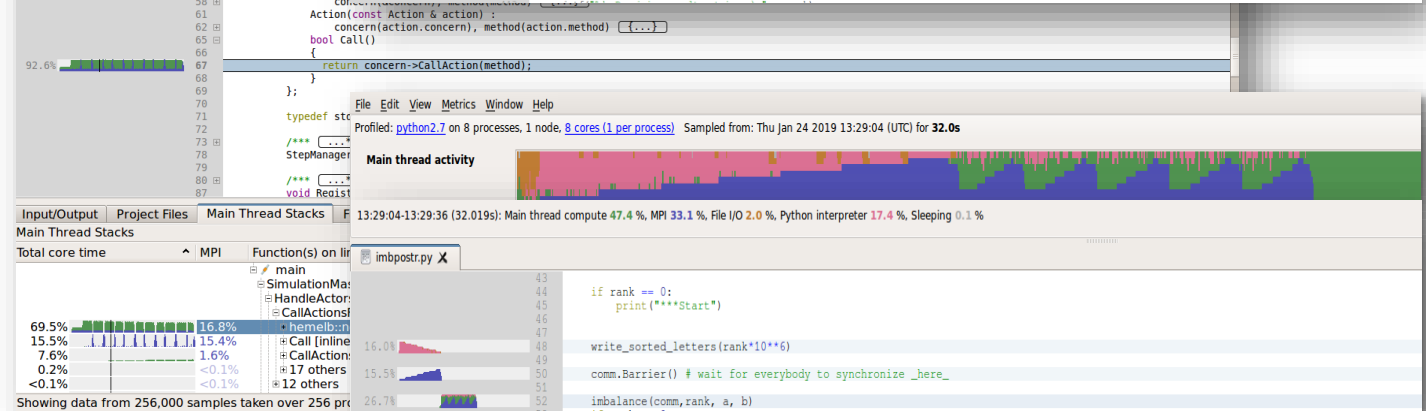 58
61 Action(const Action & action) :
62 concern(action.concern), method(action.method) {...}
65 bool Call()
66 {
92.6% 67 return concern->CallAction(method);
68 }
69 };
70
71 typedef
72
73 /*** ...
78 StepManager
79
80 /*** ...
87 void Regist
Input/Output Project Files Main Thread Stacks F
Main Thread Stacks
Total core time ^ MPI Function(s) on
main
SimulationMas
HandleActors
CallActions
69.5% 16.8% hemelb::n
15.5% 15.4% Call [inline
7.6% 1.6% CallActions
0.2% <0.1% 17 others
<0.1% <0.1% 12 others
Showing data from 256,000 samples taken over 256 pro
File Edit View Metrics Window Help
Profiled: python2.7 on 8 processes, 1 node, 8 cores (1 per process) Sampled from: Thu Jan 24 2019 13:29:04 (UTC) for 32.0s
Main thread activity
13:29:04-13:29:36 (32.019s): Main thread compute 47.4 %, MPI 33.1 %, File I/O 2.0 %, Python interpreter 17.4 %, Sleeping 0.1 %
imbpostr.py X
43
44 if rank == 0:
45 print("***Start")
46
47
16.0% 48 write_sorted_letters(rank*10**6)
49
15.5% 50 comm.Barrier() # wait for everybody to synchronize _here_
51
26.7% 52 imbalance(comm,rank, a, b)